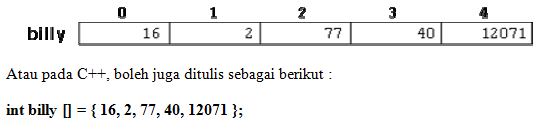 0 1 2 3 4
billy 16 2 77 40 12071
Atau pada C++, boleh juga ditulis sebagai berikut :
int billy [] = { 16, 2, 77, 40, 12071 };